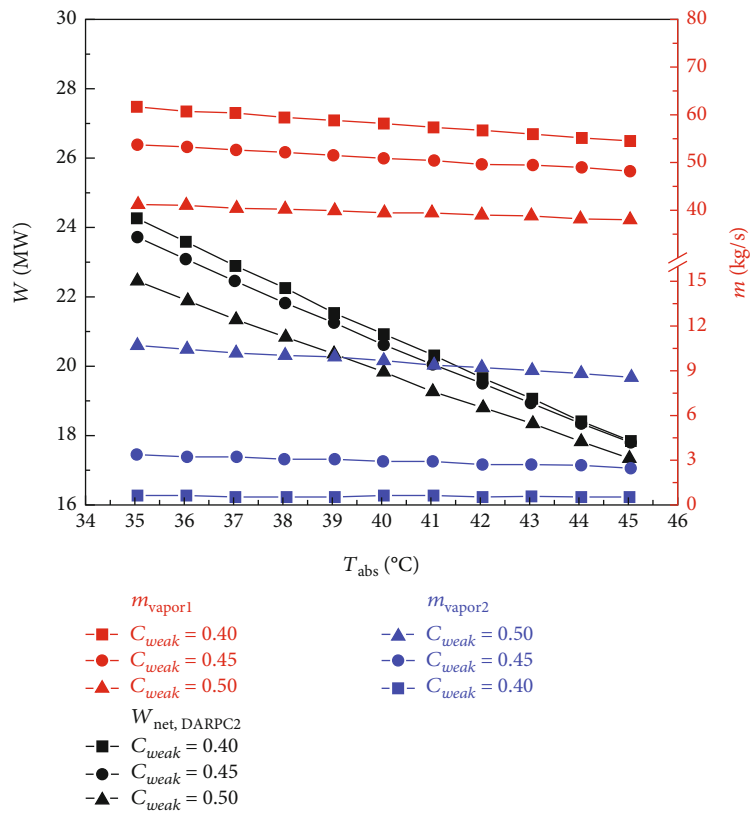 30
28
26
24
22
20
18
16
W (MW)
80
70
60
50
40
15
12
9
6
3
0
m (kg/s)
34 35 36 37 38 39 40 41 42 43 44 45 46
T_abs (°C)
m_vapor1
C_weak = 0.40
C_weak = 0.45
C_weak = 0.50
W_net, DARPC2
C_weak = 0.40
C_weak = 0.45
C_weak = 0.50
m_vapor2
C_weak = 0.50
C_weak = 0.45
C_weak = 0.40